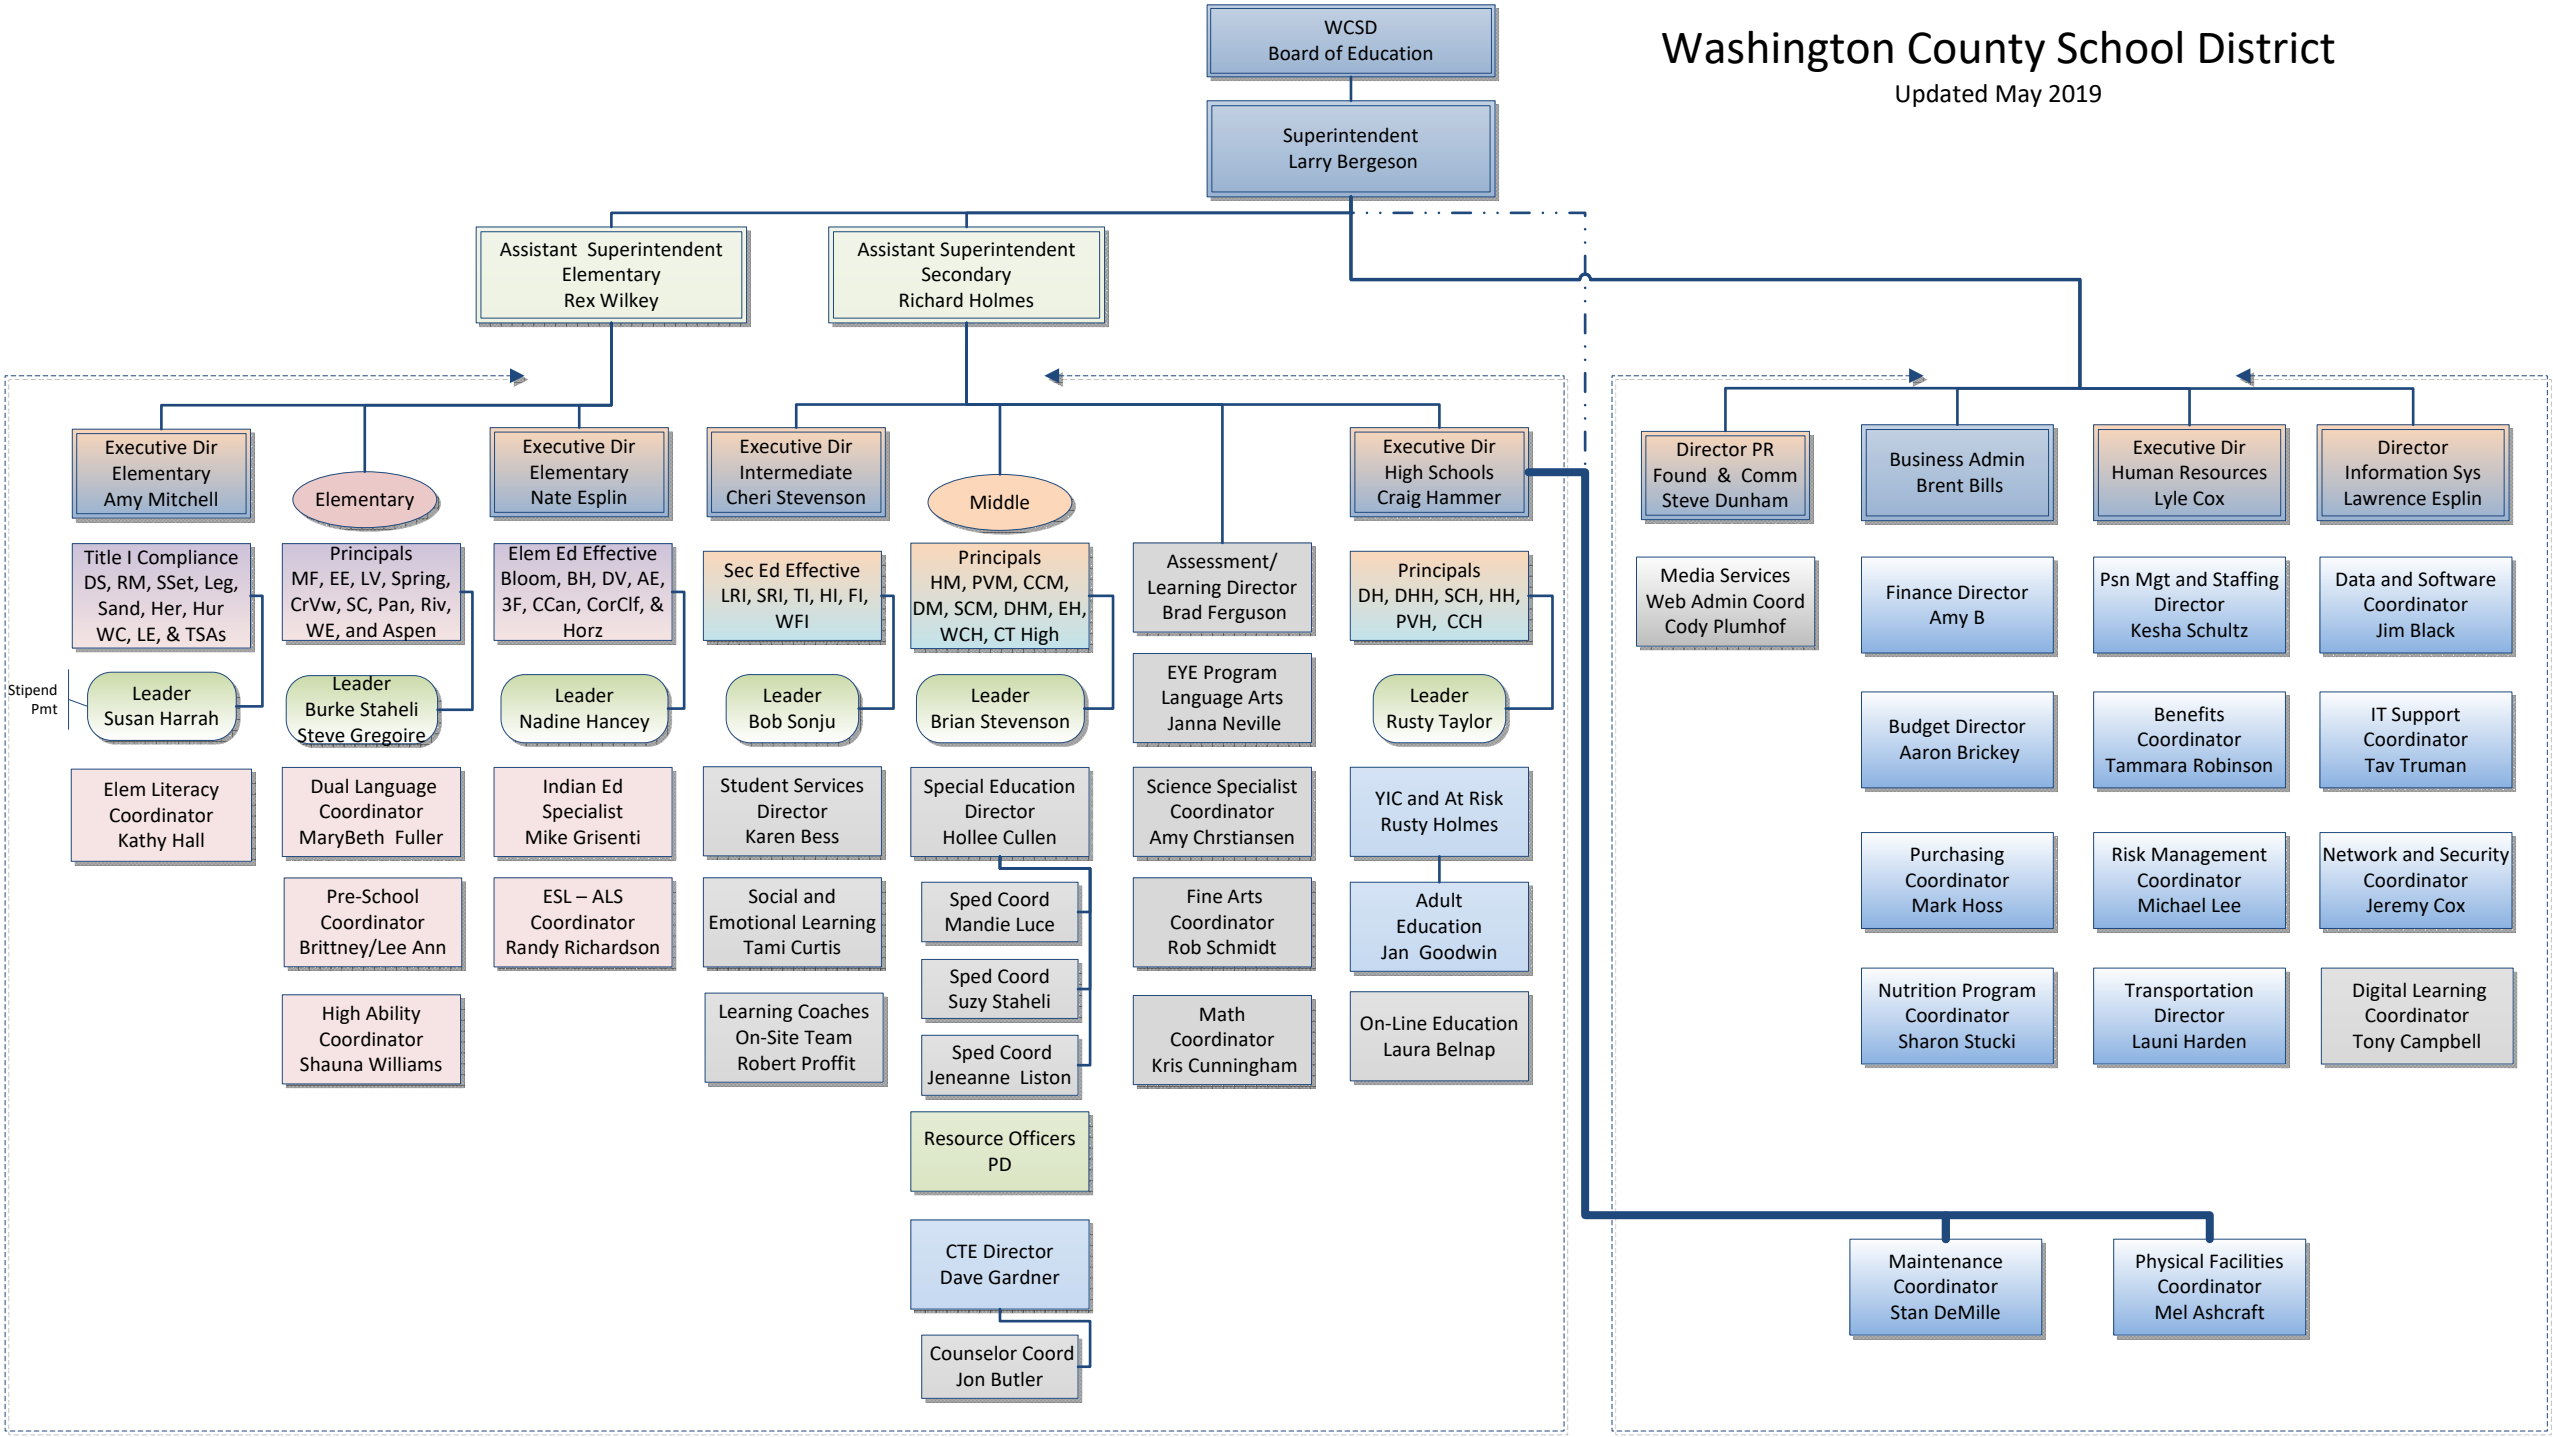 WCSD
Board of Education
Washington County School District
Updated May 2019
Superintendent
Larry Bergeson
Assistant Superintendent
Elementary
Rex Wilkey
Assistant Superintendent
Secondary
Richard Holmes
Executive Dir
Elementary
Amy Mitchell
Elementary
Executive Dir
Elementary
Nate Esplin
Executive Dir
Intermediate
Cheri Stevenson
Middle
Executive Dir
High Schools
Craig Hammer
Director PR
Found & Comm
Steve Dunham
Business Admin
Brent Bills
Executive Dir
Human Resources
Lyle Cox
Director
Information Sys
Lawrence Esplin
Title I Compliance
DS, RM, SSet, Leg,
Sand, Her, Hur
WC, LE, & TSAs
Principals
MF, EE, LV, Spring,
CrVw, SC, Pan, Riv,
WE, and Aspen
Elem Ed Effective
Bloom, BH, DV, AE,
3F, CCan, CorClf, &
Horz
Sec Ed Effective
LRI, SRI, TI, HI, FI,
WFI
Principals
HM, PVM, CCM,
DM, SCM, DHM, EH,
WCH, CT High
Assessment/
Learning Director
Brad Ferguson
Principals
DH, DHH, SCH, HH,
PVH, CCH
Media Services
Web Admin Coord
Cody Plumhof
Finance Director
Amy B
Psn Mgt and Staffing
Director
Kesha Schultz
Data and Software
Coordinator
Jim Black
Stipend
Pmt
Leader
Susan Harrah
Leader
Burke Staheli
Steve Gregoire
Leader
Nadine Hancey
Leader
Bob Sonju
Leader
Brian Stevenson
EYE Program
Language Arts
Janna Neville
Leader
Rusty Taylor
Budget Director
Aaron Brickey
Benefits
Coordinator
Tammara Robinson
IT Support
Coordinator
Tav Truman
Elem Literacy
Coordinator
Kathy Hall
Dual Language
Coordinator
MaryBeth Fuller
Indian Ed
Specialist
Mike Grisenti
Student Services
Director
Karen Bess
Special Education
Director
Hollee Cullen
Science Specialist
Coordinator
Amy Chrstiansen
YIC and At Risk
Rusty Holmes
Purchasing
Coordinator
Mark Hoss
Risk Management
Coordinator
Michael Lee
Network and Security
Coordinator
Jeremy Cox
Pre-School
Coordinator
Brittney/Lee Ann
ESL – ALS
Coordinator
Randy Richardson
Social and
Emotional Learning
Tami Curtis
Sped Coord
Mandie Luce
Fine Arts
Coordinator
Rob Schmidt
Adult
Education
Jan Goodwin
Sped Coord
Suzy Staheli
Nutrition Program
Coordinator
Sharon Stucki
Transportation
Director
Launi Harden
Digital Learning
Coordinator
Tony Campbell
High Ability
Coordinator
Shauna Williams
Learning Coaches
On-Site Team
Robert Proffit
Sped Coord
Jeneanne Liston
Math
Coordinator
Kris Cunningham
On-Line Education
Laura Belnap
Resource Officers
PD
CTE Director
Dave Gardner
Counselor Coord
Jon Butler
Maintenance
Coordinator
Stan DeMille
Physical Facilities
Coordinator
Mel Ashcraft